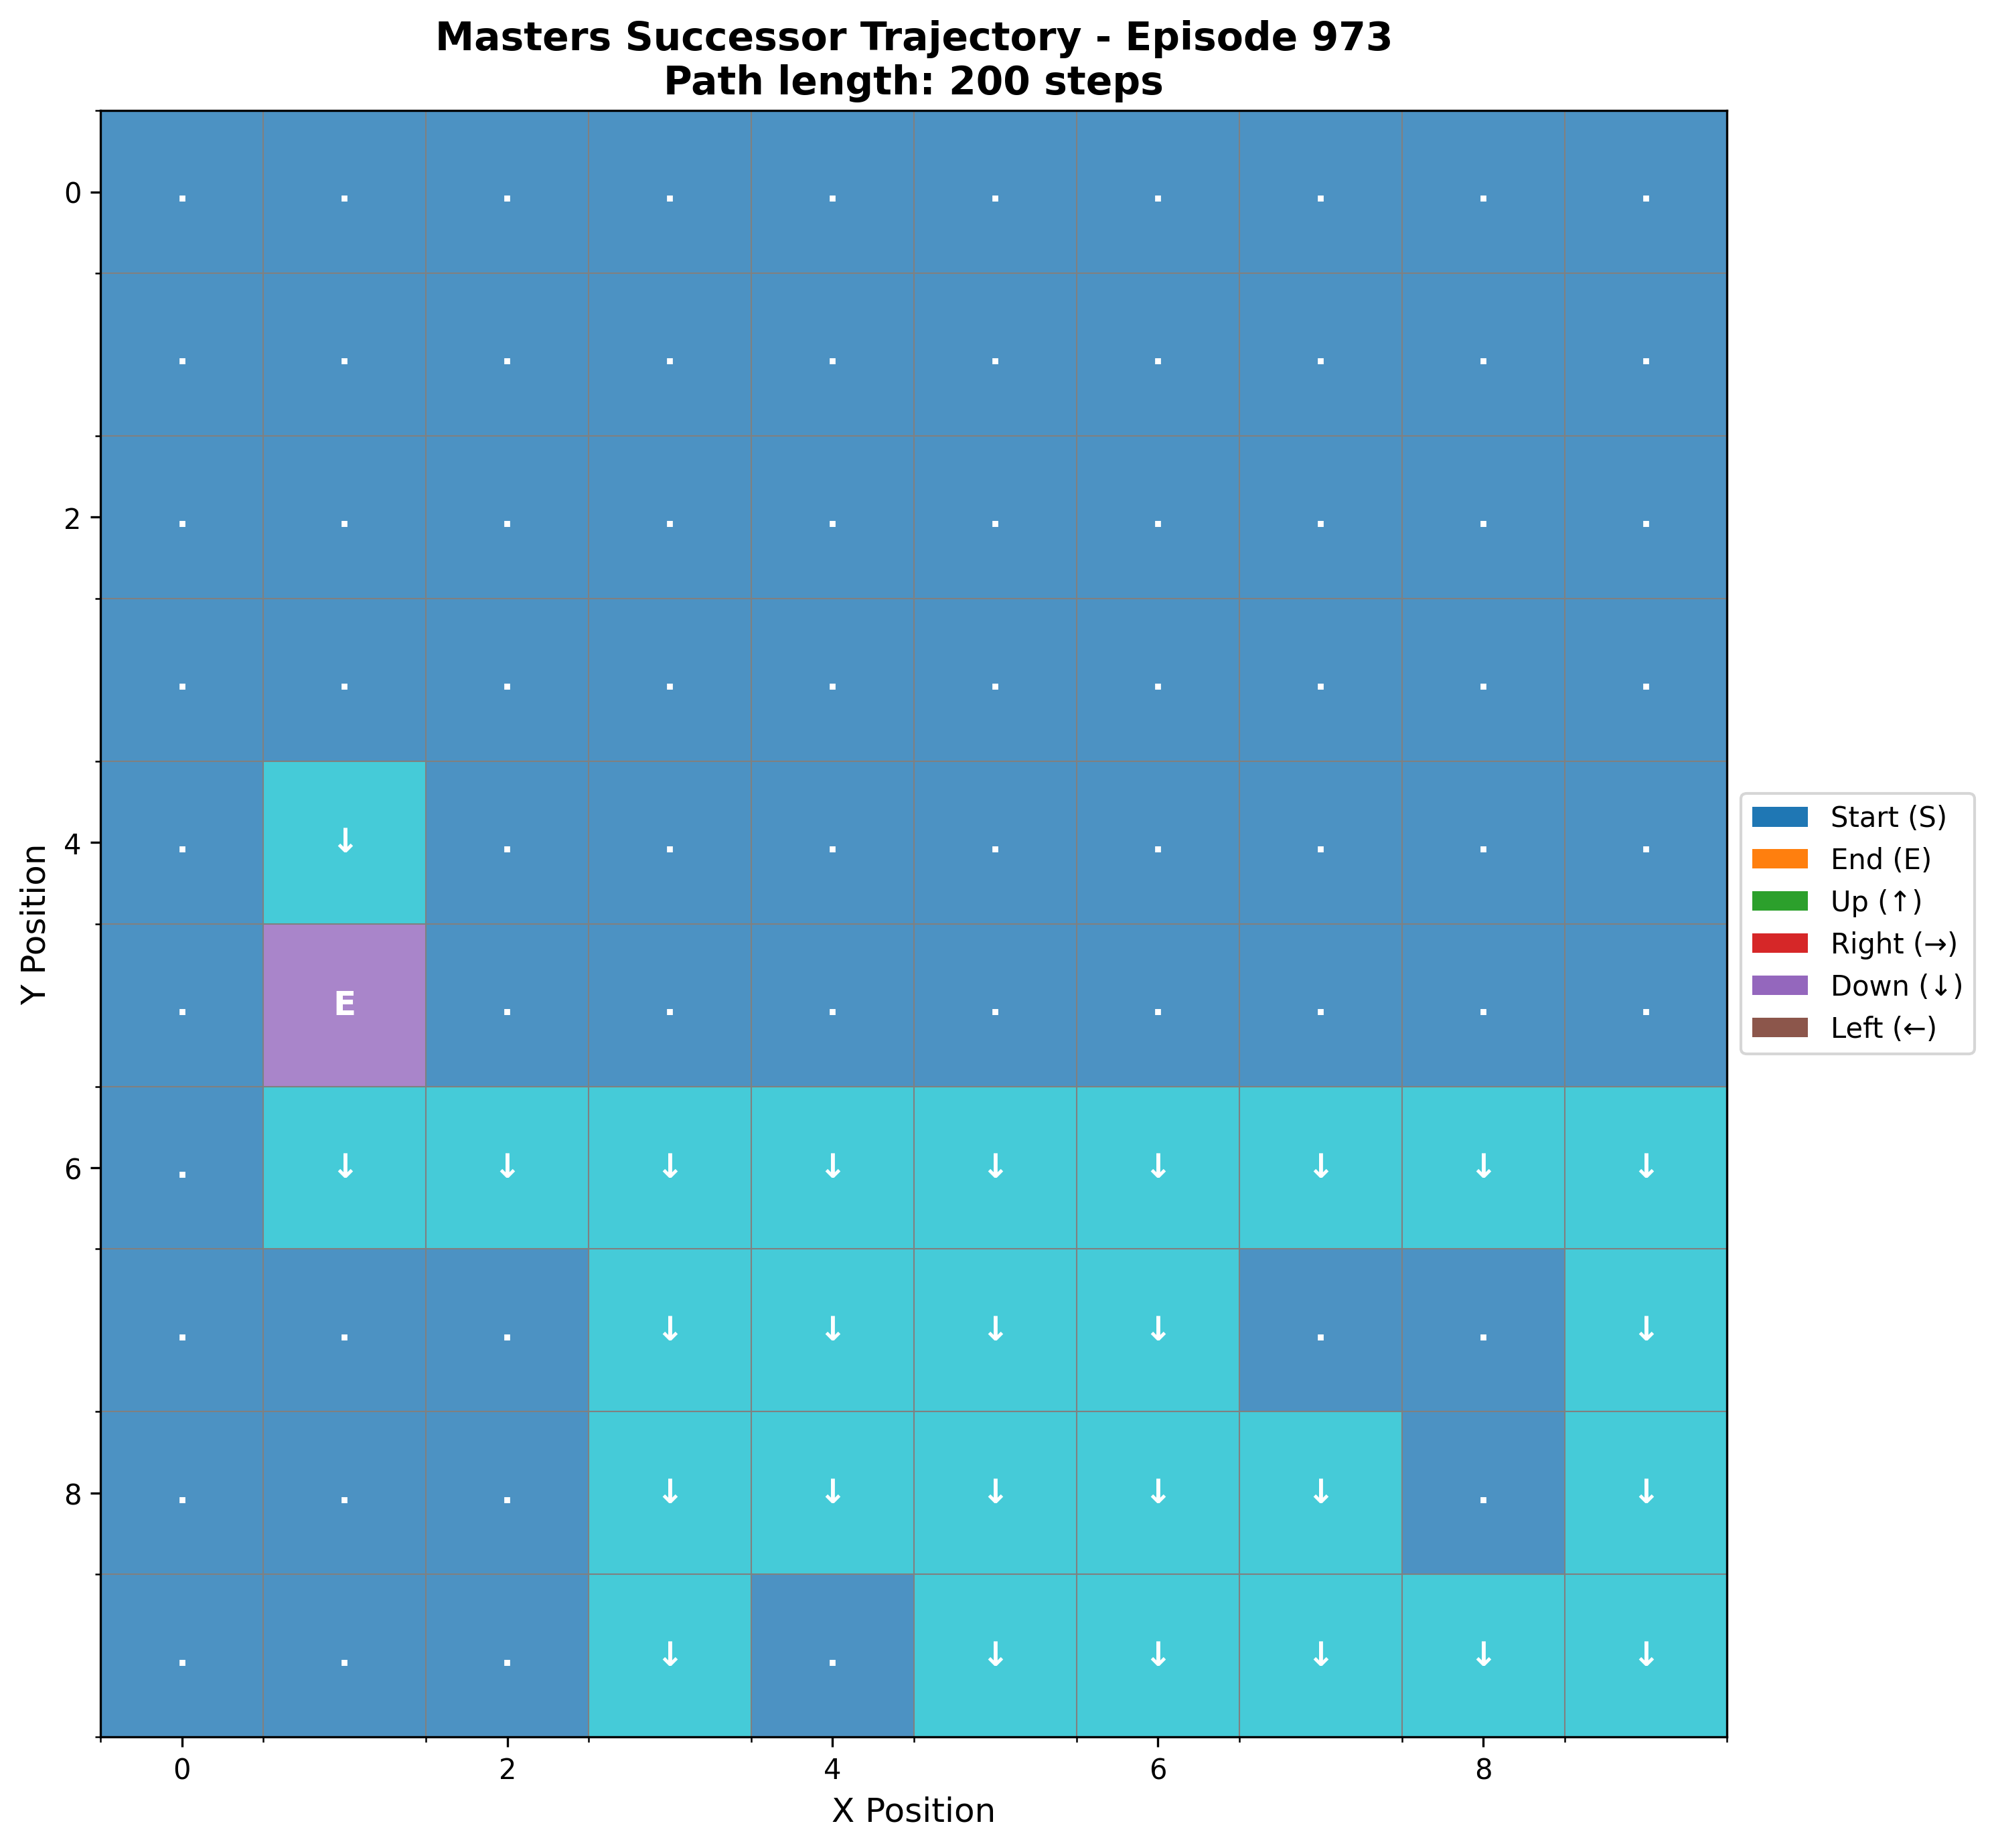 Masters Successor Trajectory - Episode 973
Path length: 200 steps
0 . . . . . . . . . .
. . . . . . . . . .
2 . . . . . . . . . .
. . . . . . . . . .
4 . ↓ . . . . . . . .
. E . . . . . . . .
6 . ↓ ↓ ↓ ↓ ↓ ↓ ↓ ↓ ↓
. . . ↓ ↓ ↓ ↓ . . ↓
8 . . . ↓ ↓ ↓ ↓ ↓ . ↓
. . . ↓ . ↓ ↓ ↓ ↓ ↓
0 2 4 6 8
X Position
Y Position
Start (S)
End (E)
Up (↑)
Right (→)
Down (↓)
Left (←)